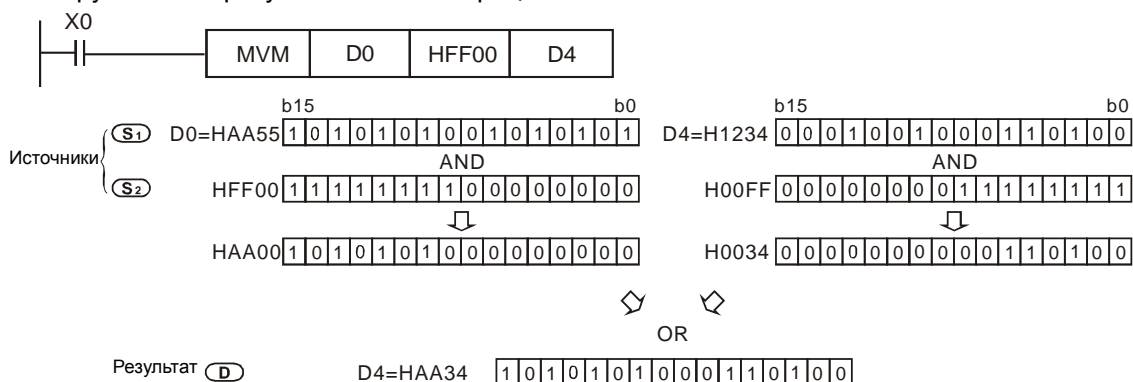 X0
MVM D0 HFF00 D4
b15 b0 b15 b0
S1 D0=HAA55 1 0 1 0 1 0 1 0 0 1 0 1 0 1 0 1 D4=H1234 0 0 0 1 0 0 1 0 0 0 1 1 0 1 0 0
Источники AND AND
S2 HFF00 1 1 1 1 1 1 1 1 0 0 0 0 0 0 0 0 H00FF 0 0 0 0 0 0 0 0 1 1 1 1 1 1 1 1
HAA00 1 0 1 0 1 0 1 0 0 0 0 0 0 0 0 0 H0034 0 0 0 0 0 0 0 0 0 0 1 1 0 1 0 0
OR
Результат D D4=HAA34 1 0 1 0 1 0 1 0 0 0 1 1 0 1 0 0